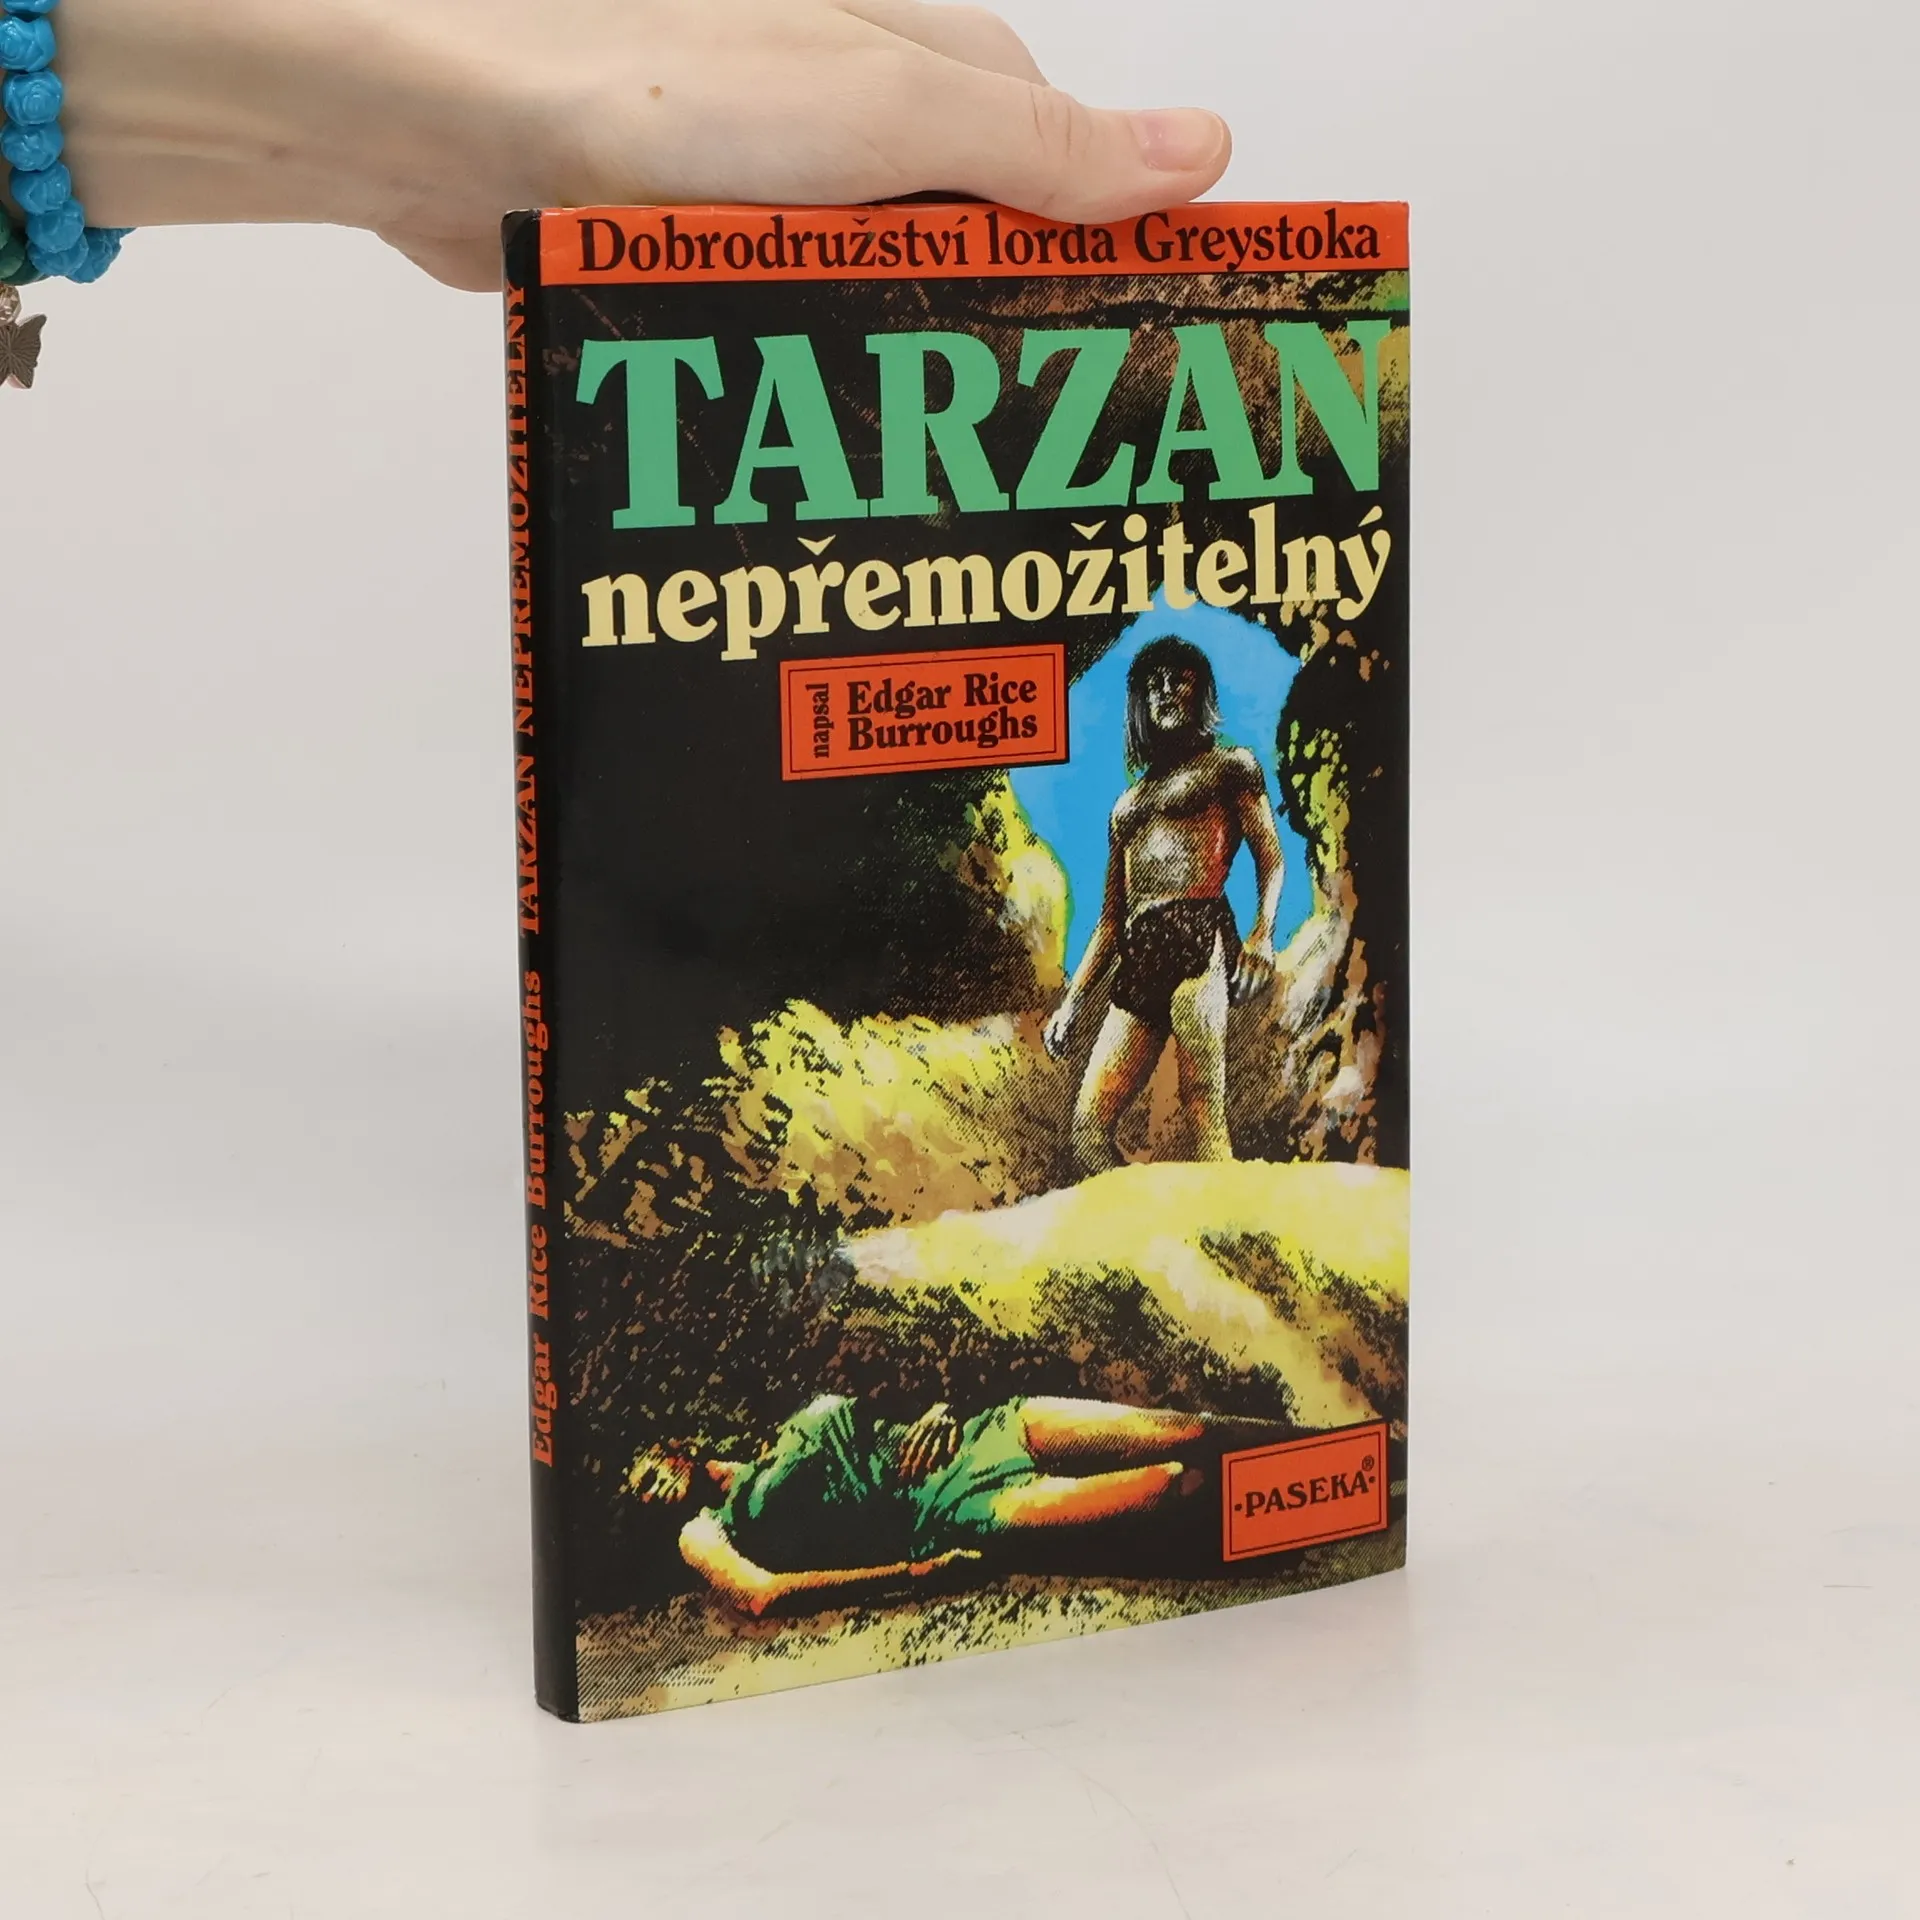 Dobrodružství lorda Greystoka
TARZAN
nepřemožitelný
napsal
Edgar Rice
Burroughs
PASEKA®
Edgar Rice Burroughs TARZAN NEPŘEMOŽITELNÝ